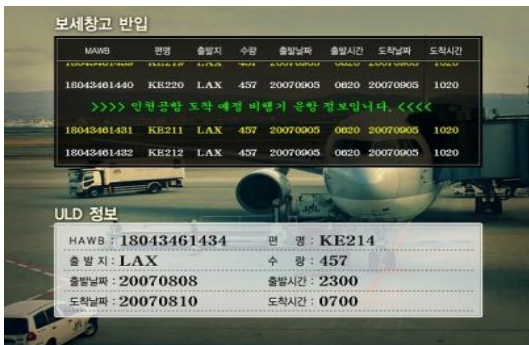 보세창고 반입
MAWB 편명 출발지 수량 출발날짜 출발시간 도착날짜 도착시간
18043461440 KE220 LAX 457 20070905 0620 20070905 1020
>>>> 인천공항 도착 예정 비행기 운항 정보입니다. <<<<
18043461431 KE211 LAX 457 20070905 0620 20070905 1020
18043461432 KE212 LAX 457 20070905 0620 20070905 1020
ULD 정보
HAWB : 18043461434 편 명 : KE214
출 발 지 : LAX 수 량 : 457
출발날짜 : 20070808 출발시간 : 2300
도착날짜 : 20070810 도착시간 : 0700